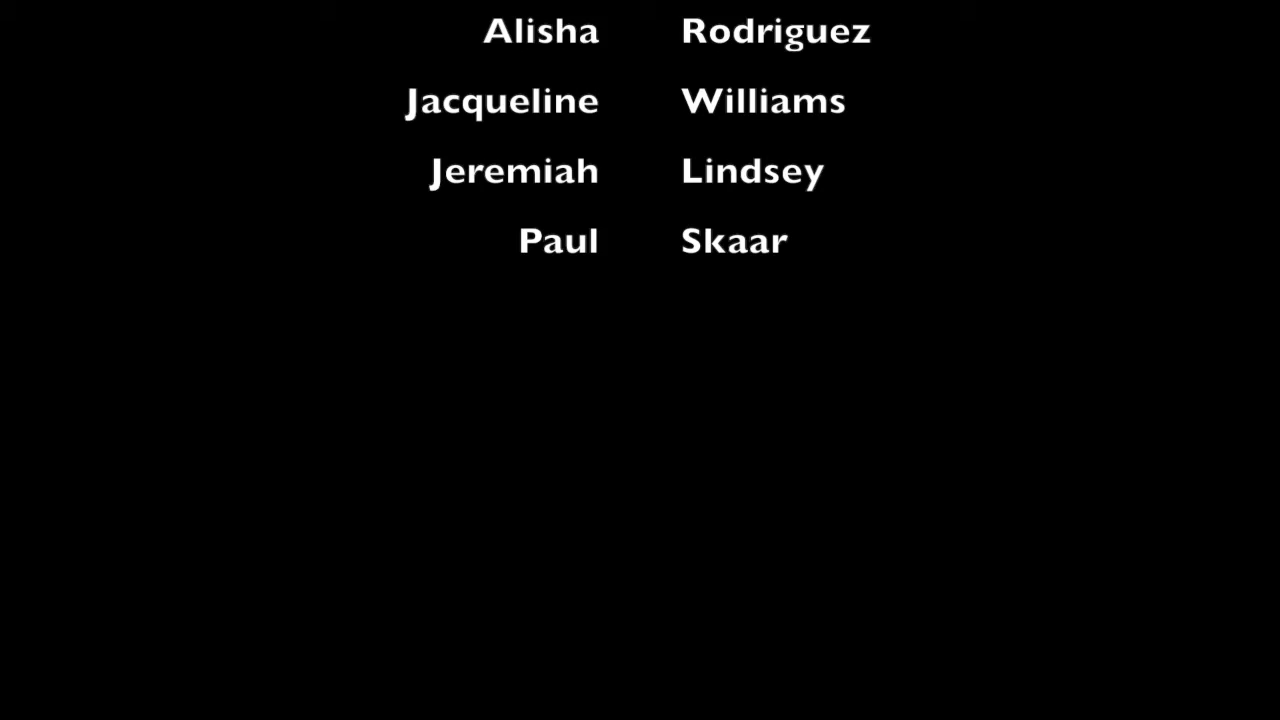 Alisha Rodriguez
Jacqueline Williams
Jeremiah Lindsey
Paul Skaar